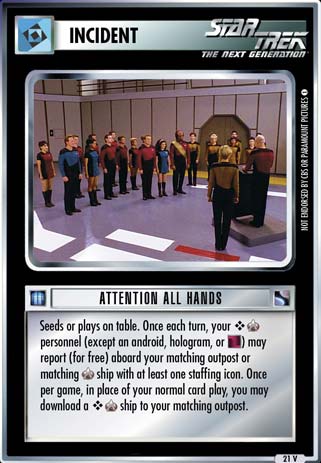 INCIDENT
STAR TREK
THE NEXT GENERATION
NOT ENDORSED BY CBS OR PARAMOUNT PICTURES
ATTENTION ALL HANDS
Seeds or plays on table. Once each turn, your
personnel (except an android, hologram, or ) may
report (for free) aboard your matching outpost or
matching ship with at least one staffing icon. Once
per game, in place of your normal card play, you may
download a ship to your matching outpost.
21 V